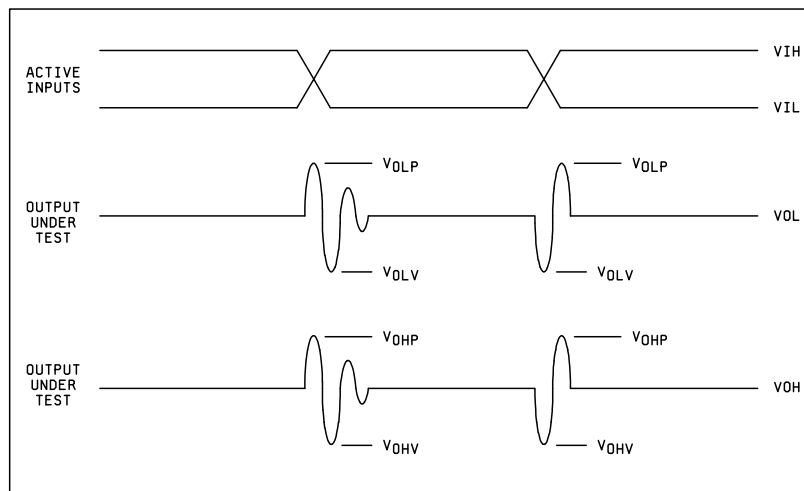 VIH
ACTIVE
INPUTS
VIL
VOLP
VOLP
OUTPUT
UNDER
TEST
VOL
VOLV
VOLV
VOHP
VOHP
OUTPUT
UNDER
TEST
VOH
VOHV
VOHV